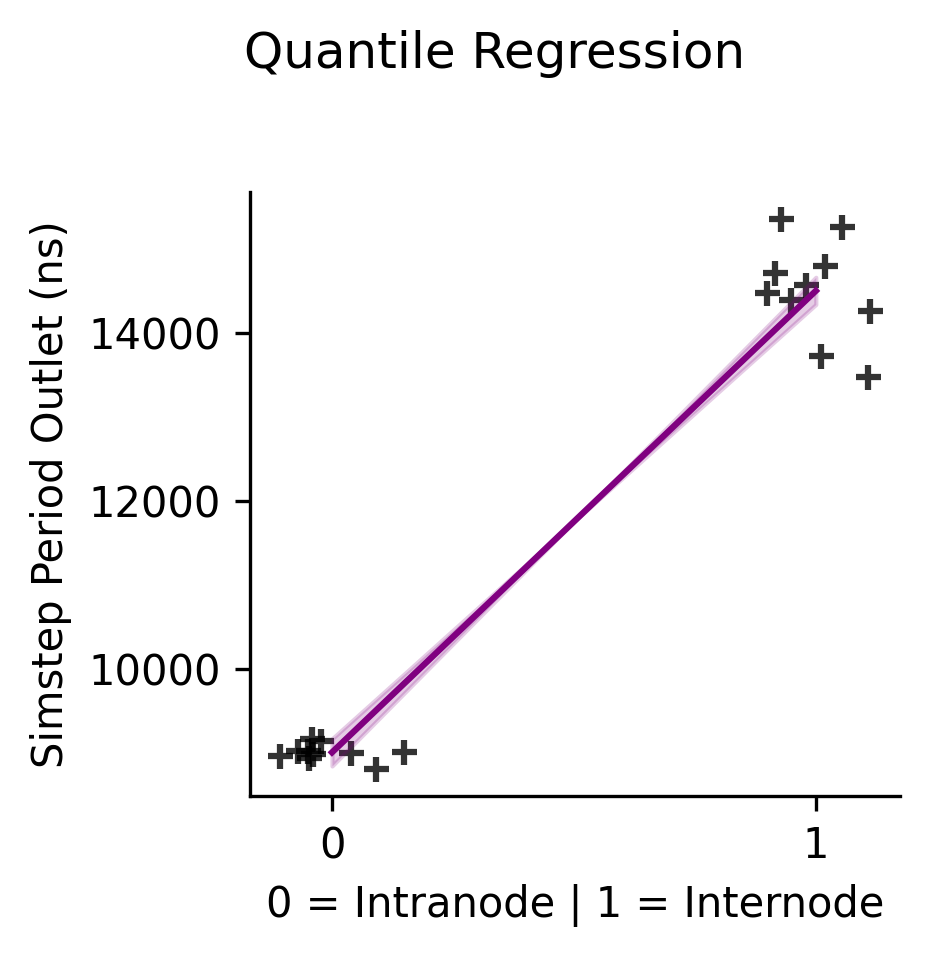 Quantile Regression
Simstep Period Outlet (ns)
14000
12000
10000
0 1
0 = Intranode | 1 = Internode